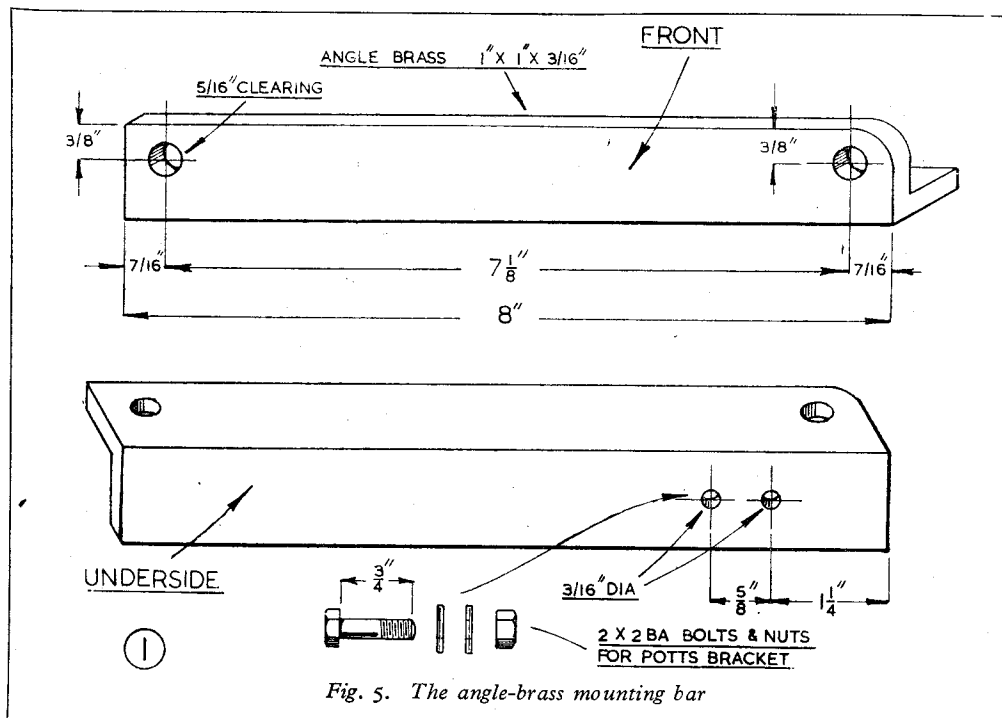 FRONT
ANGLE BRASS 1" X 1" X 3/16"
5/16" CLEARING
3/8"
3/8"
7/16"
7 1/8"
7/16"
8"
UNDERSIDE
3/4"
3/16" DIA
5/8"
1 1/4"
2 X 2 BA BOLTS & NUTS
FOR POTTS BRACKET
1
Fig. 5. The angle-brass mounting bar